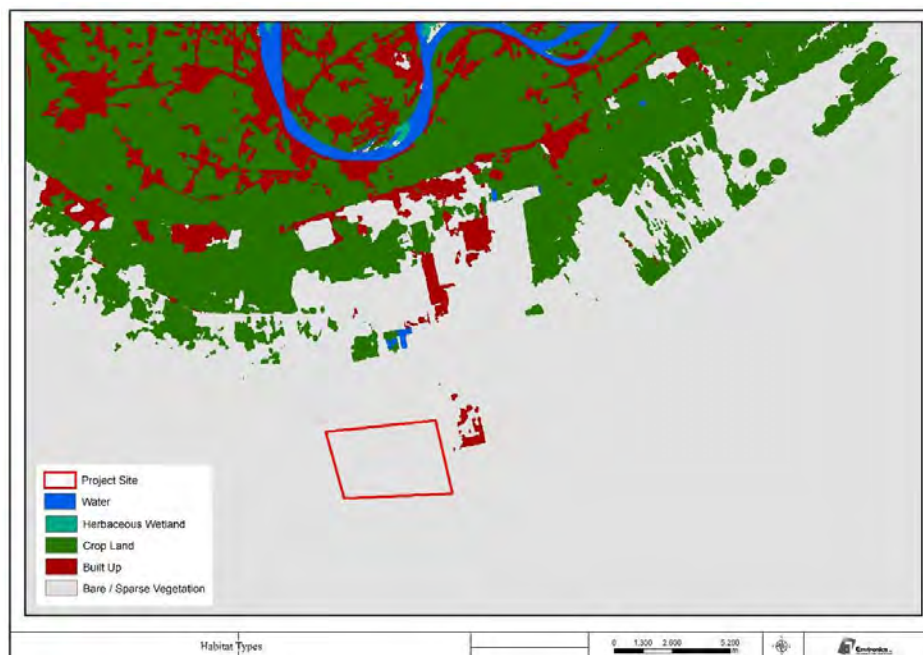 Project Site
Water
Herbaceous Wetland
Crop Land
Built Up
Bare / Sparse Vegetation
Habitat Types
0 1,300 2,600 5,200
m
Environics